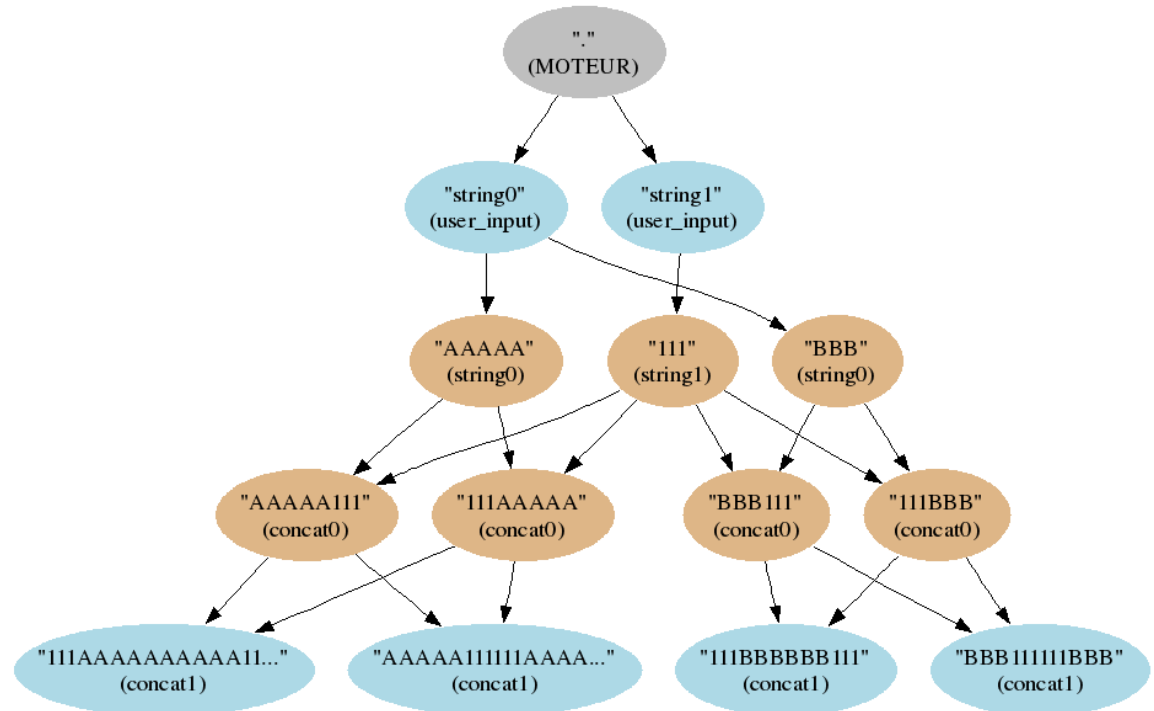 "."
(MOTEUR)
"string0"
(user_input)
"string1"
(user_input)
"AAAAA"
(string0)
"111"
(string1)
"BBB"
(string0)
"AAAAA111"
(concat0)
"111AAAAA"
(concat0)
"BBB111"
(concat0)
"111BBB"
(concat0)
"111AAAAAAAAAA11..."
(concat1)
"AAAAA111111AAAA..."
(concat1)
"111BBBBBB111"
(concat1)
"BBB111111BBB"
(concat1)